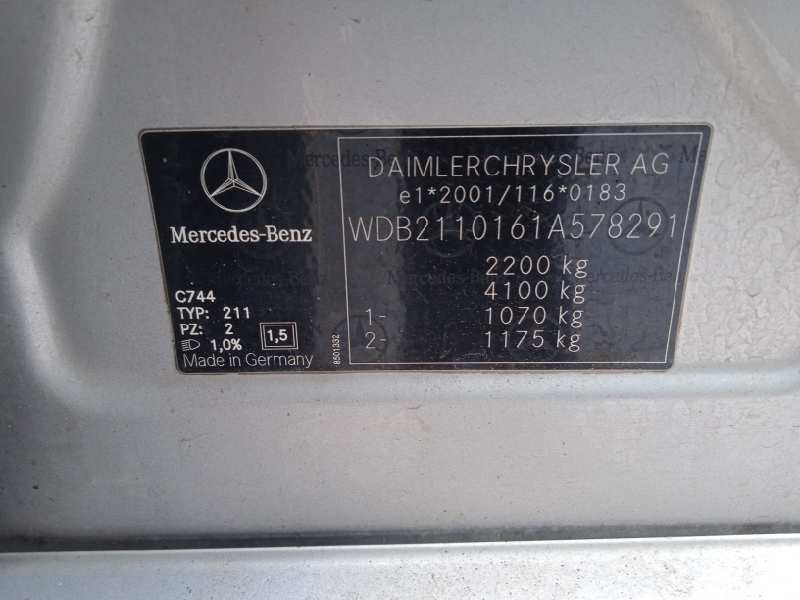 Mercedes-Benz
C744
TYP: 211
PZ: 2
1,0%
1,5
Made in Germany
8501332
DAIMLERCHRYSLER AG
e1*2001/116*0183
WDB2110161A578291
2200 kg
4100 kg
1- 1070 kg
2- 1175 kg